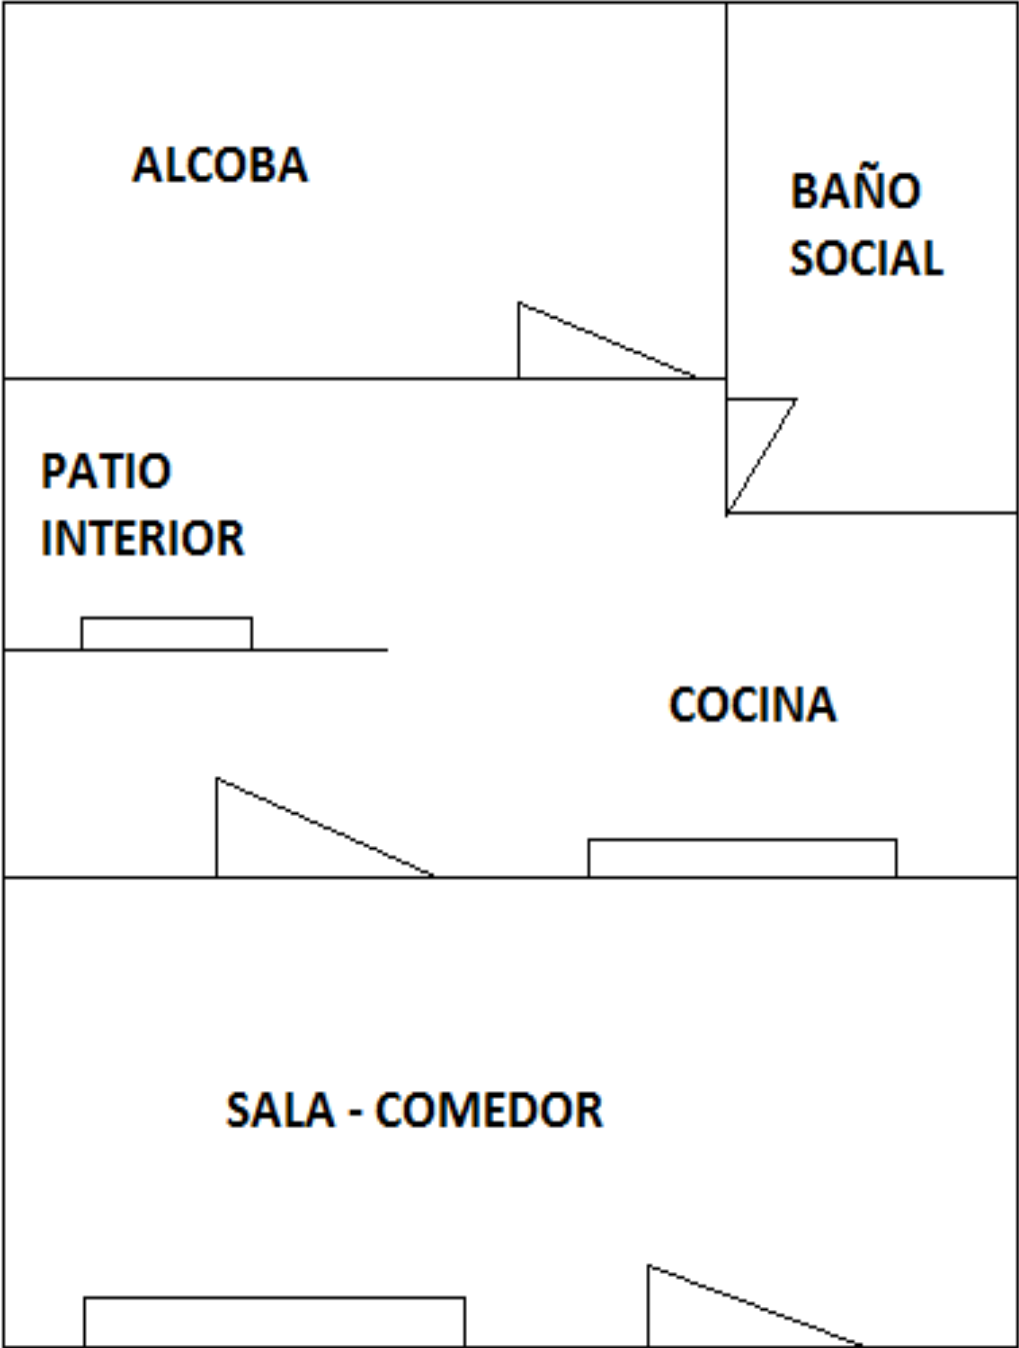 ALCOBA
BAÑO
SOCIAL
PATIO
INTERIOR
COCINA
SALA - COMEDOR